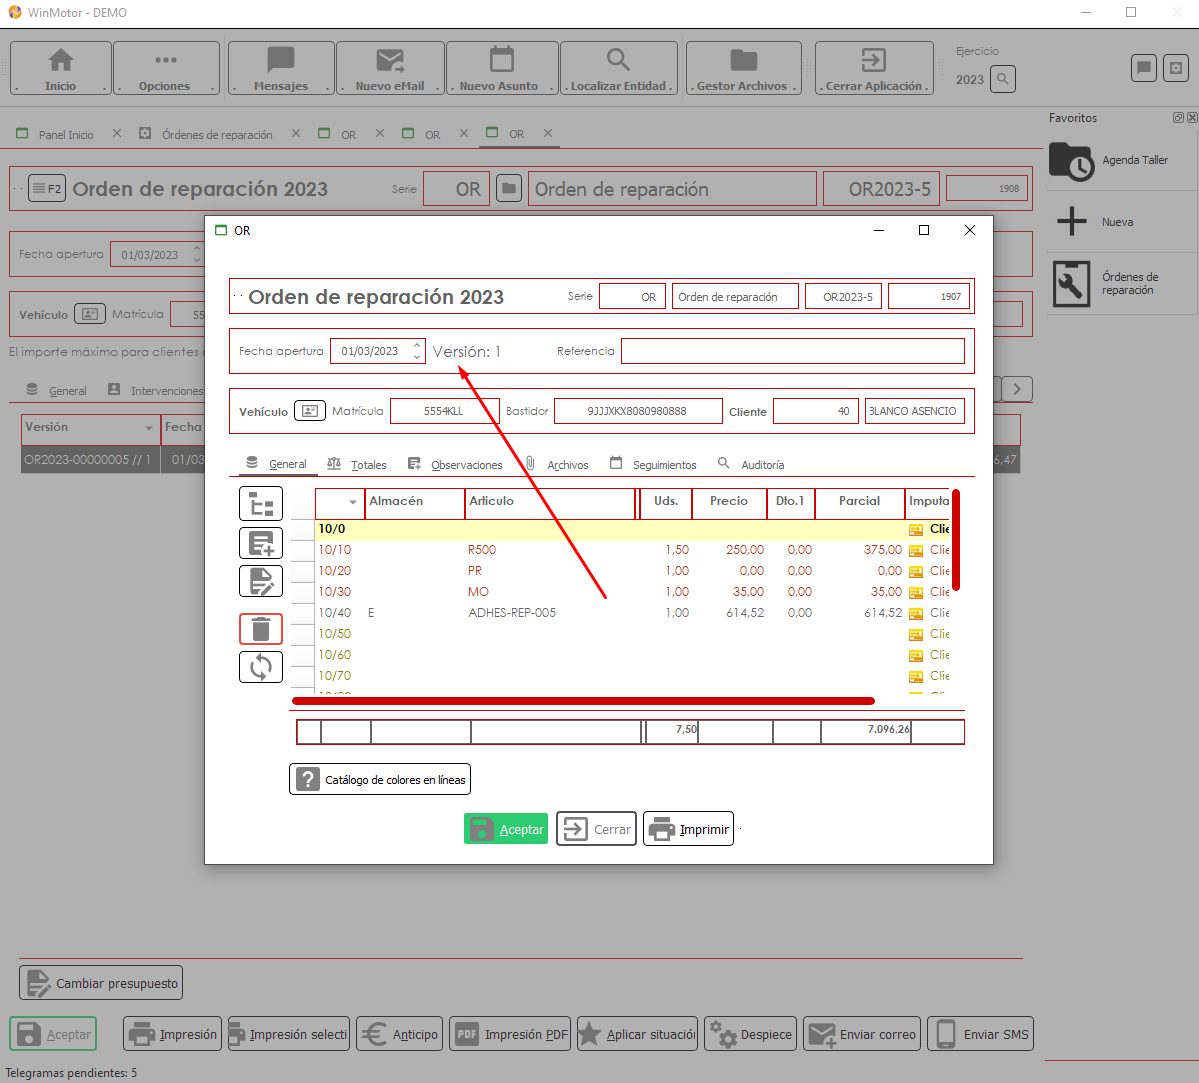 WinMotor - DEMO
Inicio
Opciones
Mensajes
Nuevo eMail
Nuevo Asunto
Localizar Entidad
Gestor Archivos
Cerrar Aplicación
Ejercicio
2023
Panel Inicio
Órdenes de reparación
OR
OR
OR
Favoritos
Agenda Taller
Nueva
Órdenes de
reparación
F2 Orden de reparación 2023 Serie OR Orden de reparación OR2023-5 1908
Fecha apertura 01/03/2023
Vehículo Matrícula 55
El importe máximo para clientes
General Intervenciones
Versión Fecha
OR2023-00000005 // 1 01/03 6,47
OR
Orden de reparación 2023 Serie OR Orden de reparación OR2023-5 1907
Fecha apertura 01/03/2023 Versión: 1 Referencia
Vehículo Matrícula 5554KLL Bastidor 9JJJXKX8080980888 Cliente 40 BLANCO ASENCIO
General Totales Observaciones Archivos Seguimientos Auditoría
Almacén Articulo Uds. Precio Dto.1 Parcial Imputa
10/0 Clie
10/10 R500 1,50 250,00 0,00 375,00 Clie
10/20 PR 1,00 0,00 0,00 0,00 Clie
10/30 MO 1,00 35,00 0,00 35,00 Clie
10/40 E ADHES-REP-005 1,00 614,52 0,00 614,52 Clie
10/50 Clie
10/60 Clie
10/70 Clie
7,50 7.096,26
Catálogo de colores en líneas
Aceptar Cerrar Imprimir
Cambiar presupuesto
Aceptar Impresión Impresión selecti Anticipo PDF Impresión PDF Aplicar situación Despiece Enviar correo Enviar SMS
Telegramas pendientes: 5